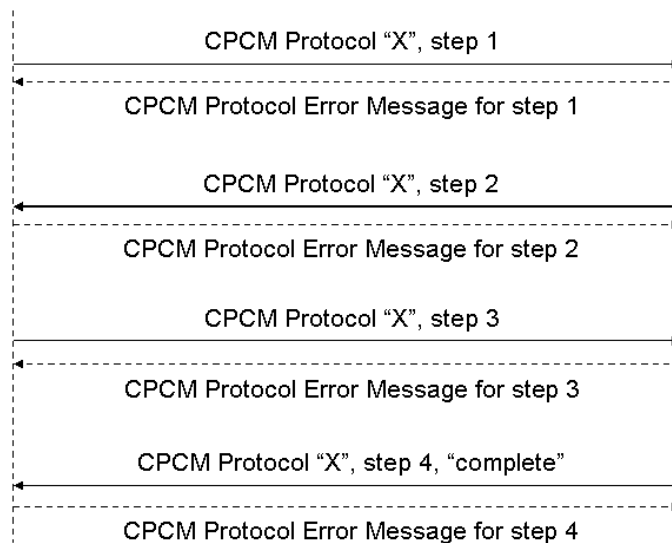 CPCM Protocol “X”, step 1
CPCM Protocol Error Message for step 1
CPCM Protocol “X”, step 2
CPCM Protocol Error Message for step 2
CPCM Protocol “X”, step 3
CPCM Protocol Error Message for step 3
CPCM Protocol “X”, step 4, “complete”
CPCM Protocol Error Message for step 4